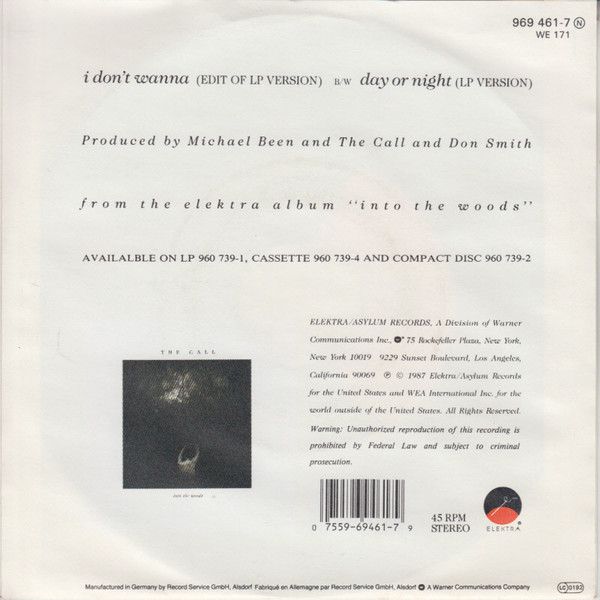 969 461-7 Ⓝ
WE 171
i don't wanna (EDIT OF LP VERSION) B/W day or night (LP VERSION)
Produced by Michael Been and The Call and Don Smith
from the elektra album "into the woods"
AVAILALBLE ON LP 960 739-1, CASSETTE 960 739-4 AND COMPACT DISC 960 739-2
ELEKTRA/ASYLUM RECORDS, A Division of Warner
Communications Inc., 75 Rockefeller Plaza, New York,
New York 10019 9229 Sunset Boulevard, Los Angeles,
California 90069 ℗ © 1987 Elektra/Asylum Records
for the United States and WEA International Inc. for the
world outside of the United States. All Rights Reserved.
Warning: Unauthorized reproduction of this recording is
prohibited by Federal Law and subject to criminal
prosecution.
THE CALL
into the woods
0 7559-69461-7 9
45 RPM
STEREO
ELEKTRA
Manufactured in Germany by Record Service GmbH, Alsdorf Fabriqué en Allemagne par Record Service GmbH, Alsdorf A Warner Communications Company
LC 0192